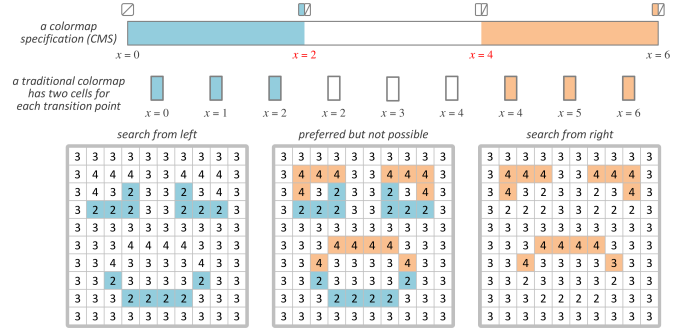 a colormap
specification (CMS)
x = 0 x = 2 x = 4 x = 6
a traditional colormap
has two cells for
each transition point
x = 0 x = 1 x = 2 x = 2 x = 3 x = 4 x = 4 x = 5 x = 6
search from left
3 3 3 3 3 3 3 3 3 3
3 4 4 4 3 3 4 4 4 3
3 4 3 2 3 3 2 3 4 3
3 2 2 2 3 3 2 2 2 3
3 3 3 3 3 3 3 3 3 3
3 3 3 4 4 4 4 3 3 3
3 3 4 3 3 3 3 4 3 3
3 3 2 3 3 3 3 2 3 3
3 3 3 2 2 2 2 3 3 3
3 3 3 3 3 3 3 3 3 3
preferred but not possible
3 3 3 3 3 3 3 3 3 3
3 4 4 4 3 3 4 4 4 3
3 4 3 2 3 3 2 3 4 3
3 2 2 2 3 3 2 2 2 3
3 3 3 3 3 3 3 3 3 3
3 3 3 4 4 4 4 3 3 3
3 3 4 3 3 3 3 4 3 3
3 3 2 3 3 3 3 2 3 3
3 3 3 2 2 2 2 3 3 3
3 3 3 3 3 3 3 3 3 3
search from right
3 3 3 3 3 3 3 3 3 3
3 4 4 4 3 3 4 4 4 3
3 4 3 2 3 3 2 3 4 3
3 2 2 2 3 3 2 2 2 3
3 3 3 3 3 3 3 3 3 3
3 3 3 4 4 4 4 3 3 3
3 3 4 3 3 3 3 3 3 3
3 3 2 3 3 3 3 2 3 3
3 3 3 2 2 2 2 3 3 3
3 3 3 3 3 3 3 3 3 3